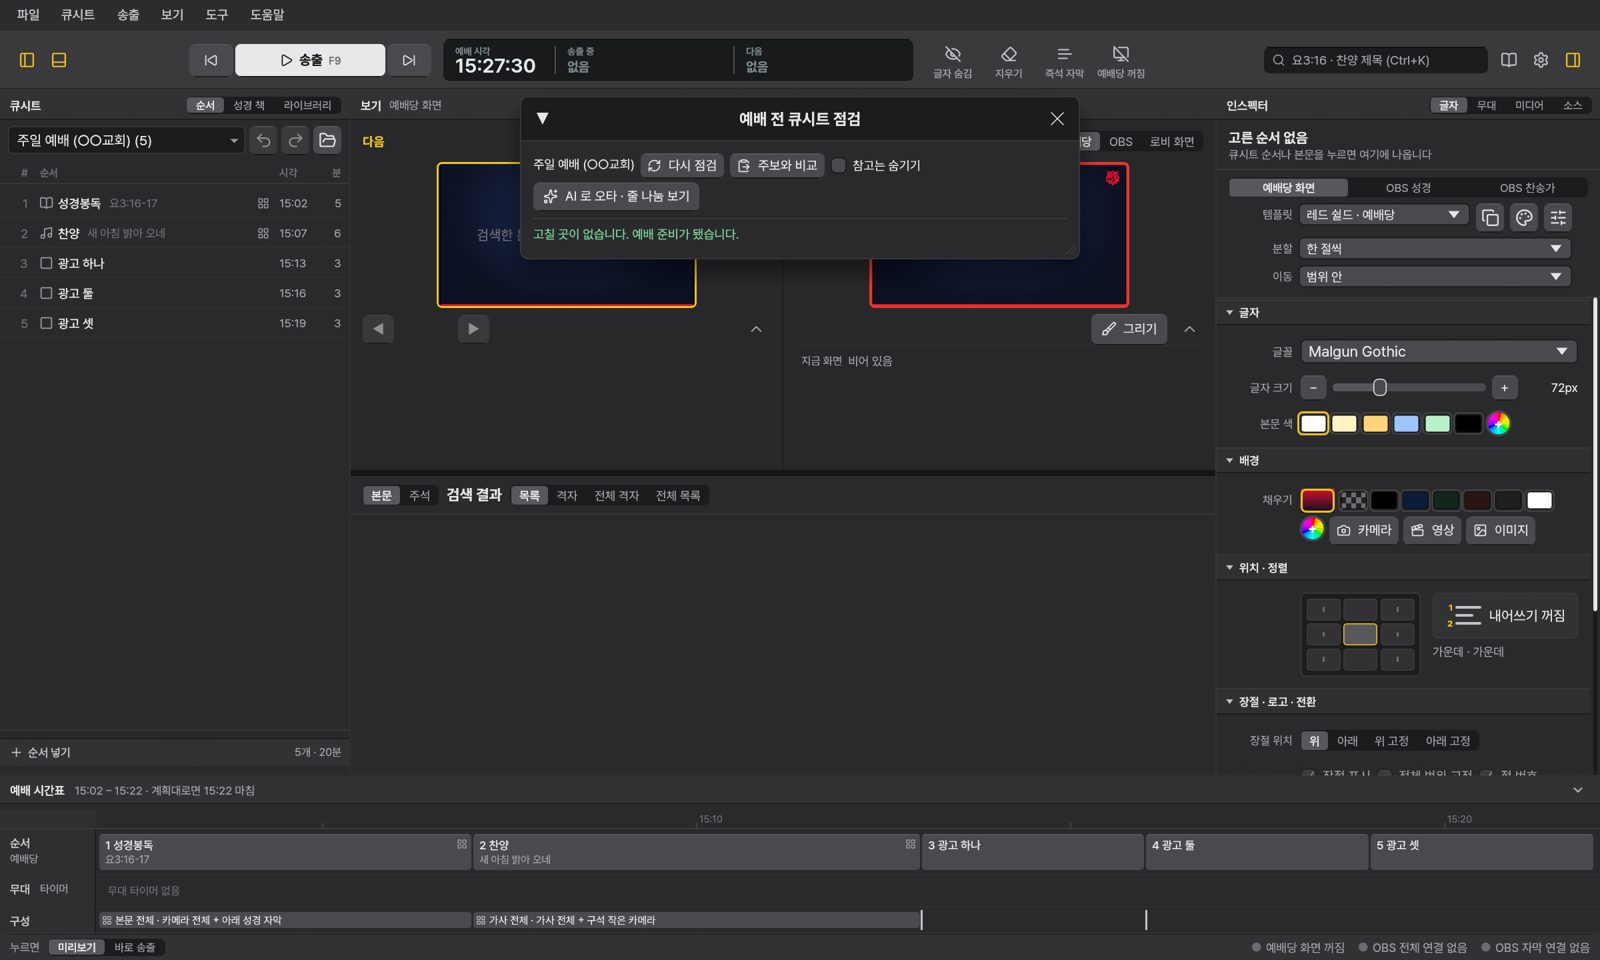 파일 큐시트 송출 보기 도구 도움말
송출 F9
예배 시각
15:27:30
송출 중
없음
다음
없음
글자 숨김 지우기 즉석 자막 예배당 꺼짐
요3:16 · 찬양 제목 (Ctrl+K)
큐시트 순서 성경 책 라이브러리
주일 예배 (○○교회) (5)
# 순서 시각 분
1 성경봉독 요3:16-17 15:02 5
2 찬양 새 아침 밝아 오네 15:07 6
3 광고 하나 15:13 3
4 광고 둘 15:16 3
5 광고 셋 15:19 3
순서 넣기 5개 · 20분
보기 예배당 화면
다음
당 OBS 로비 화면
검색한
예배 전 큐시트 점검
주일 예배 (○○교회) 다시 점검 주보와 비교 참고는 숨기기
AI 로 오타 · 줄 나눔 보기
고칠 곳이 없습니다. 예배 준비가 됐습니다.
그리기
지금 화면 비어 있음
본문 주석 검색 결과 목록 격자 전체 격자 전체 목록
인스펙터 글자 무대 미디어 소스
고른 순서 없음
큐시트 순서나 본문을 누르면 여기에 나옵니다
예배당 화면 OBS 성경 OBS 찬송가
템플릿 레드 쉴드 · 예배당
분할 한 절씩
이동 범위 안
글자
글꼴 Malgun Gothic
글자 크기 − + 72px
본문 색
배경
채우기
카메라 영상 이미지
위치 · 정렬
1
2
내어쓰기 꺼짐
가운데 · 가운데
장절 · 로고 · 전환
장절 위치 위 아래 위 고정 아래 고정
장절 표시 전체 범위 고정 절 번호
예배 시간표 15:02 – 15:22 · 계획대로면 15:22 마침
15:10 15:20
순서
예배당
1 성경봉독
요3:16-17
2 찬양
새 아침 밝아 오네
3 광고 하나
4 광고 둘
5 광고 셋
무대 타이머 무대 타이머 없음
구성 본문 전체 · 카메라 전체 + 아래 성경 자막 가사 전체 · 가사 전체 + 구석 작은 카메라
누르면 미리보기 바로 송출 예배당 화면 꺼짐 OBS 전체 연결 없음 OBS 자막 연결 없음